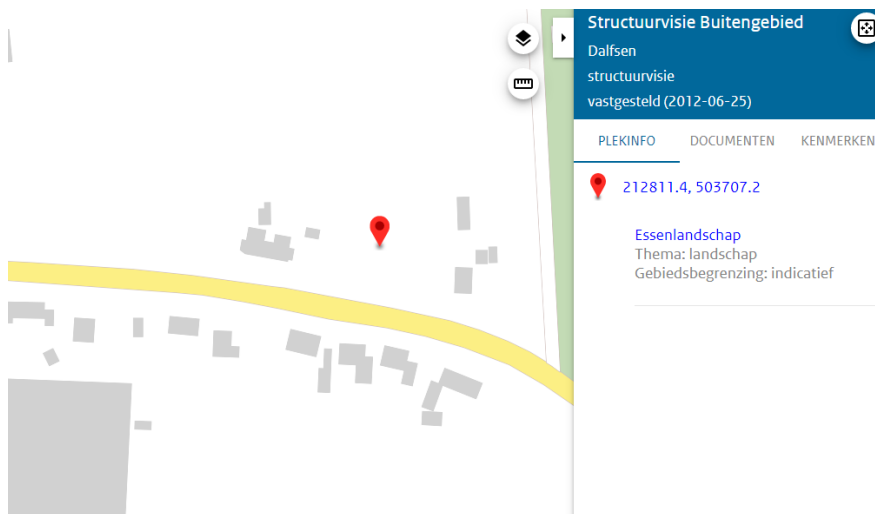 Structuurvisie Buitengebied
Dalfsen
structuurvisie
vastgesteld (2012-06-25)
PLEKINFO
DOCUMENTEN
KENMERKEN
212811.4, 503707.2
Essenlandschap
Thema: landschap
Gebiedsbegrenzing: indicatief